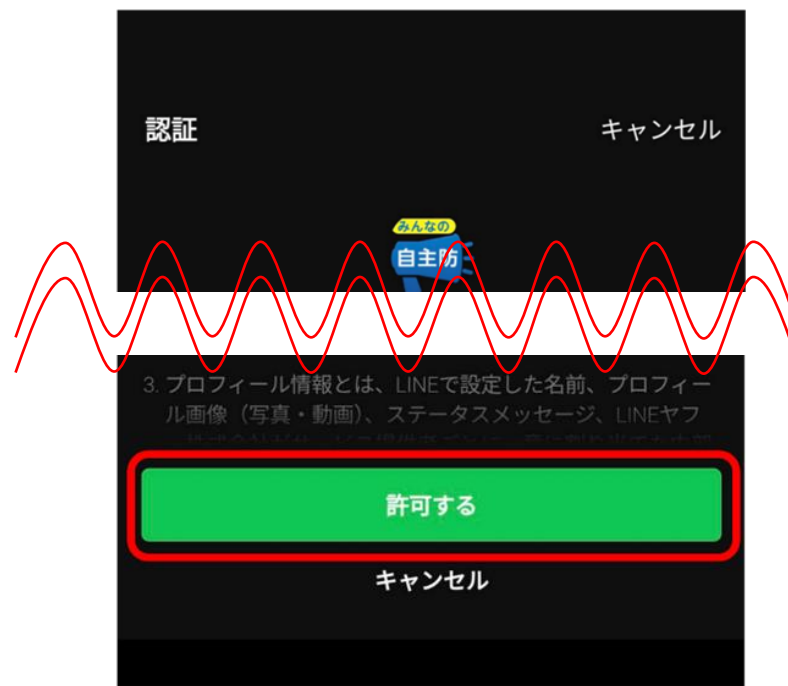 認証
キャンセル
みんなの
自主防
3. プロフィール情報とは、LINEで設定した名前、プロフィー
ル画像（写真・動画）、ステータスメッセージ、LINEヤフ
許可する
キャンセル